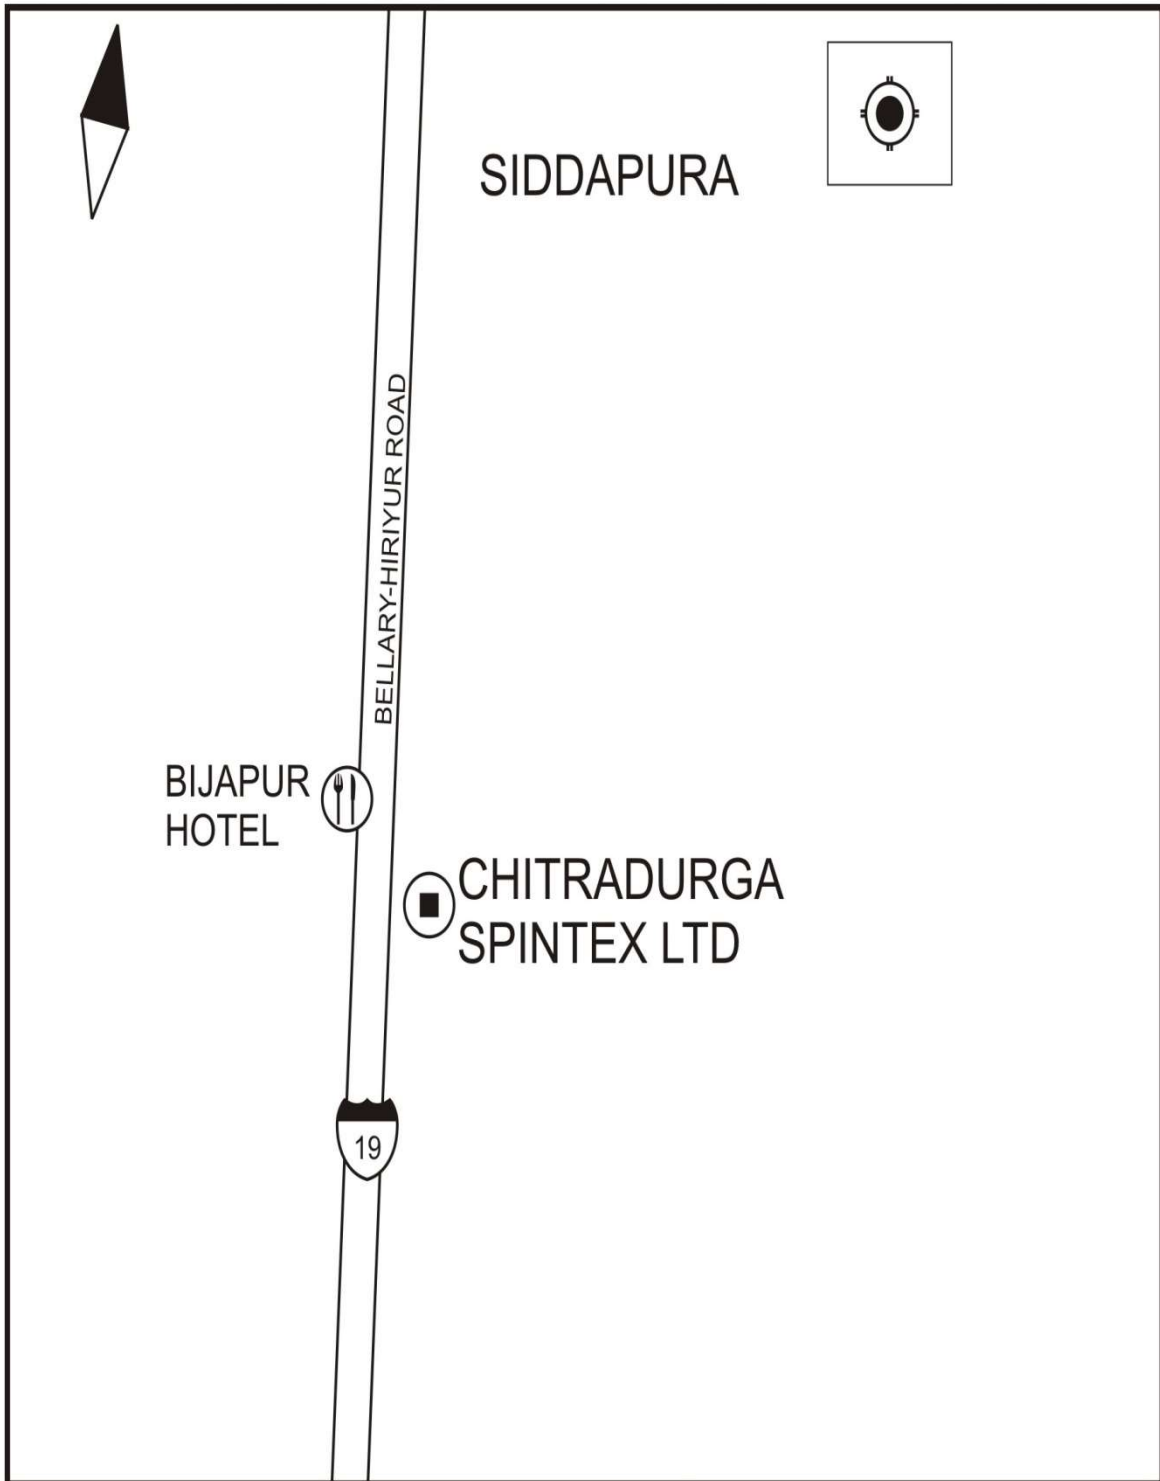 SIDDAPURA
BELLARY-HIRIYUR ROAD
BIJAPUR
HOTEL
CHITRADURGA
SPINTEX LTD
19